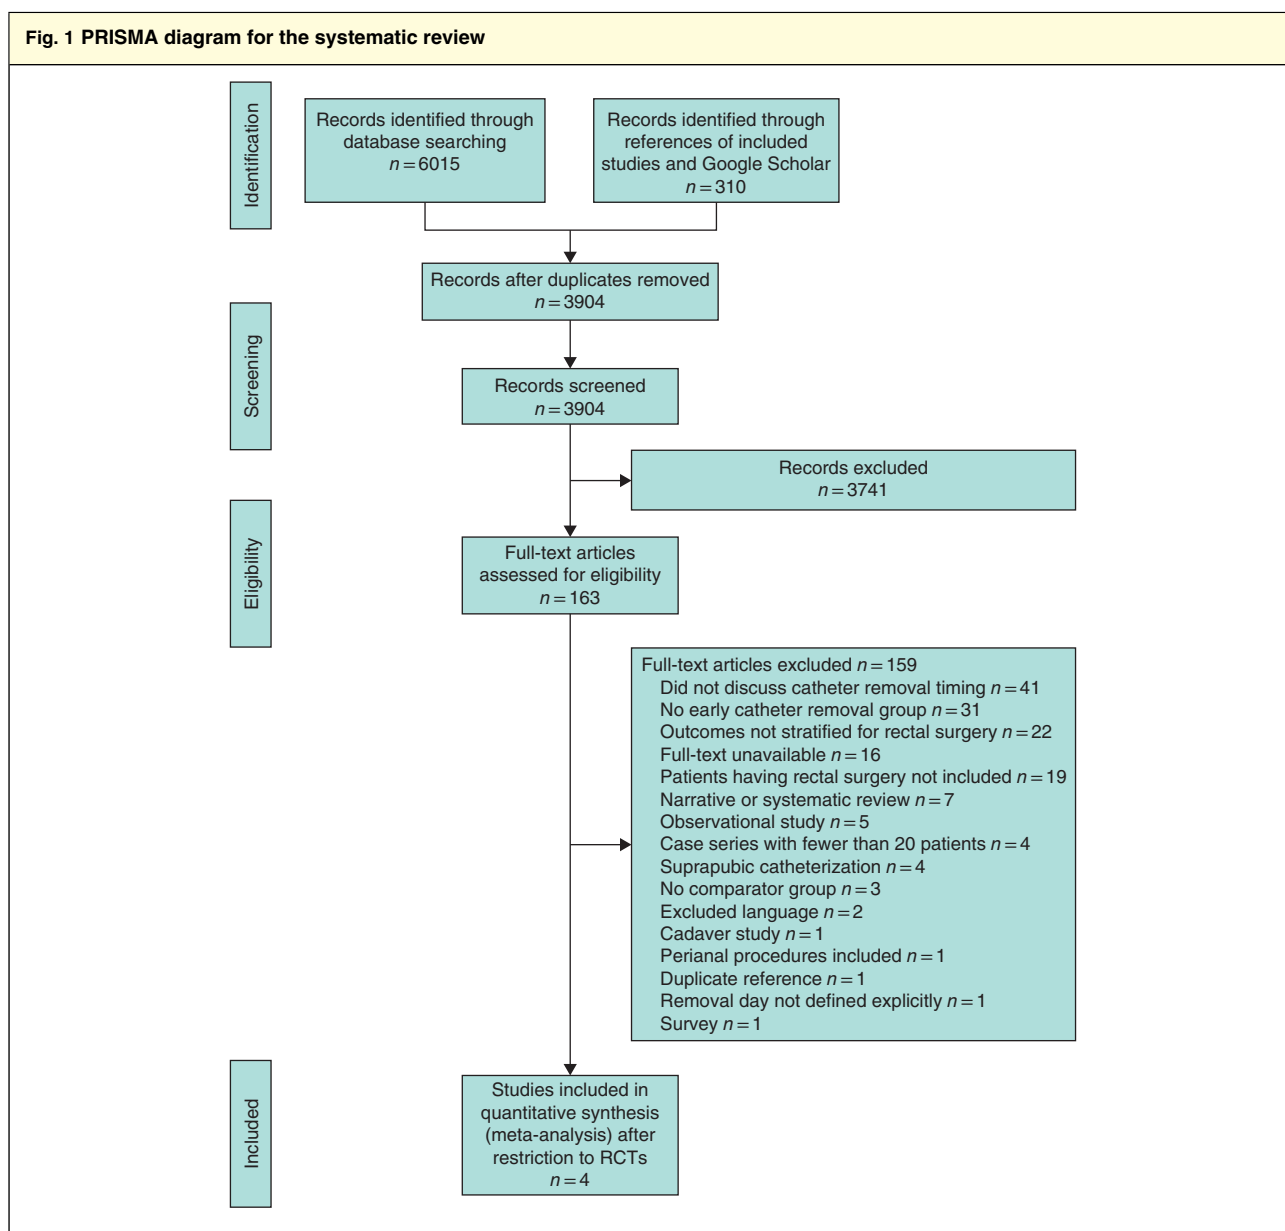 Fig. 1 PRISMA diagram for the systematic review
Identification
Records identified through
database searching
n = 6015
Records identified through
references of included
studies and Google Scholar
n = 310
Records after duplicates removed
n = 3904
Screening
Records screened
n = 3904
Records excluded
n = 3741
Eligibility
Full-text articles
assessed for eligibility
n = 163
Full-text articles excluded n = 159
Did not discuss catheter removal timing n = 41
No early catheter removal group n = 31
Outcomes not stratified for rectal surgery n = 22
Full-text unavailable n = 16
Patients having rectal surgery not included n = 19
Narrative or systematic review n = 7
Observational study n = 5
Case series with fewer than 20 patients n = 4
Suprapubic catheterization n = 4
No comparator group n = 3
Excluded language n = 2
Cadaver study n = 1
Perianal procedures included n = 1
Duplicate reference n = 1
Removal day not defined explicitly n = 1
Survey n = 1
Included
Studies included in
quantitative synthesis
(meta-analysis) after
restriction to RCTs
n = 4